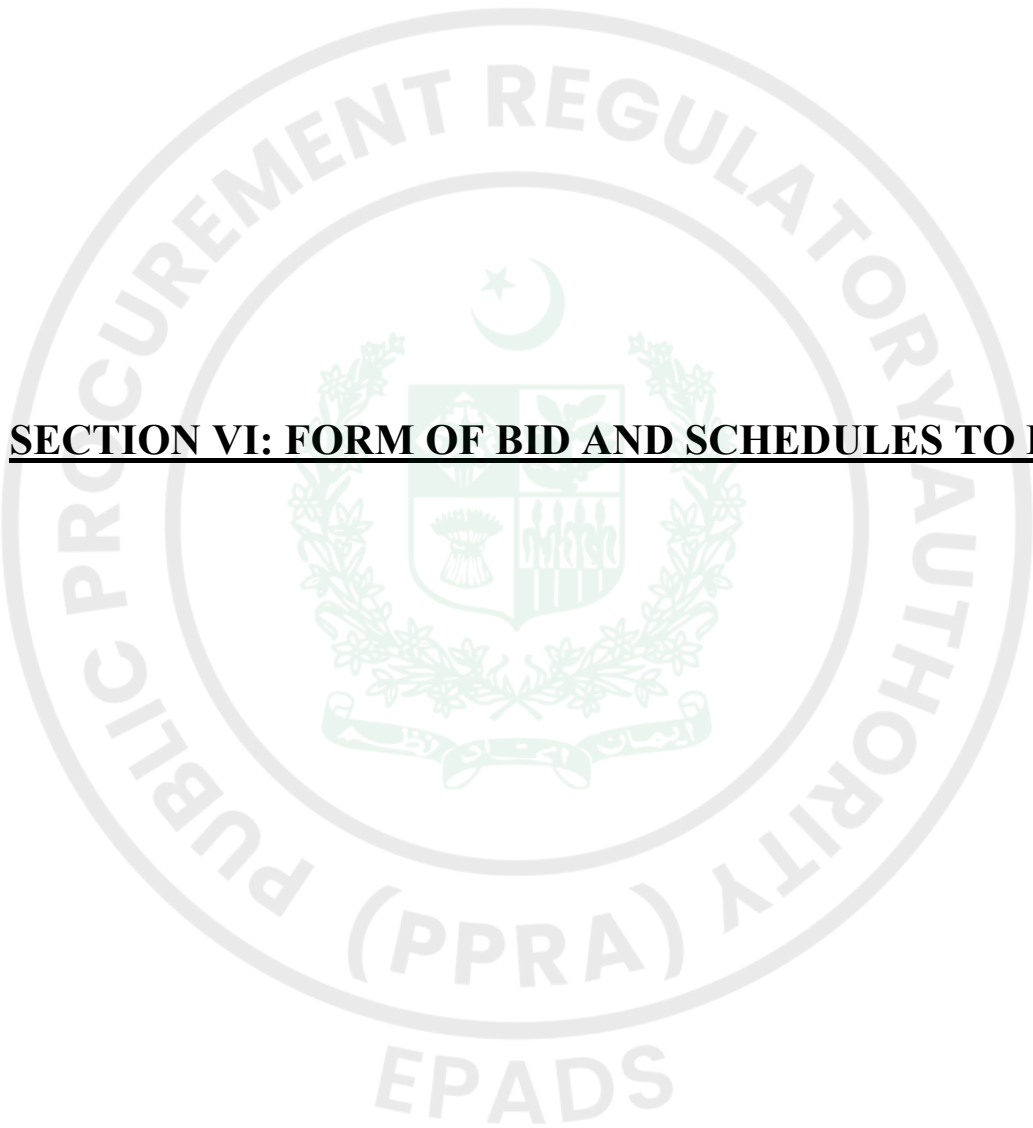 PUBLIC PROCUREMENT REGULATORY AUTHORITY
SECTION VI: FORM OF BID AND SCHEDULES TO
(PPRA)
EPADS